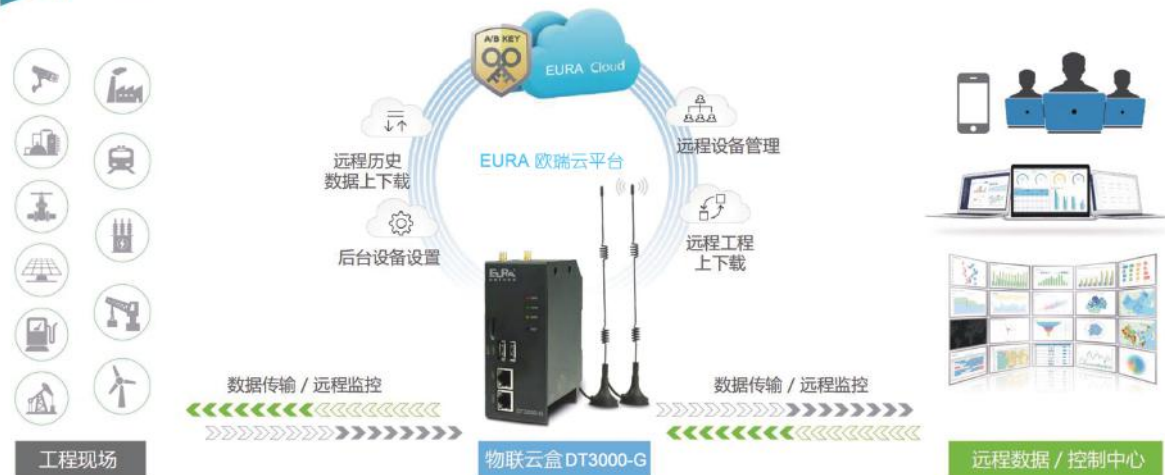 A/B KEY
EURA Cloud
远程历史
数据上下载
远程设备管理
EURA 欧瑞云平台
后台设备设置
远程工程
上下载
EURA
DT3000-G
数据传输 / 远程监控
数据传输 / 远程监控
工程现场
物联云盒DT3000-G
远程数据 / 控制中心